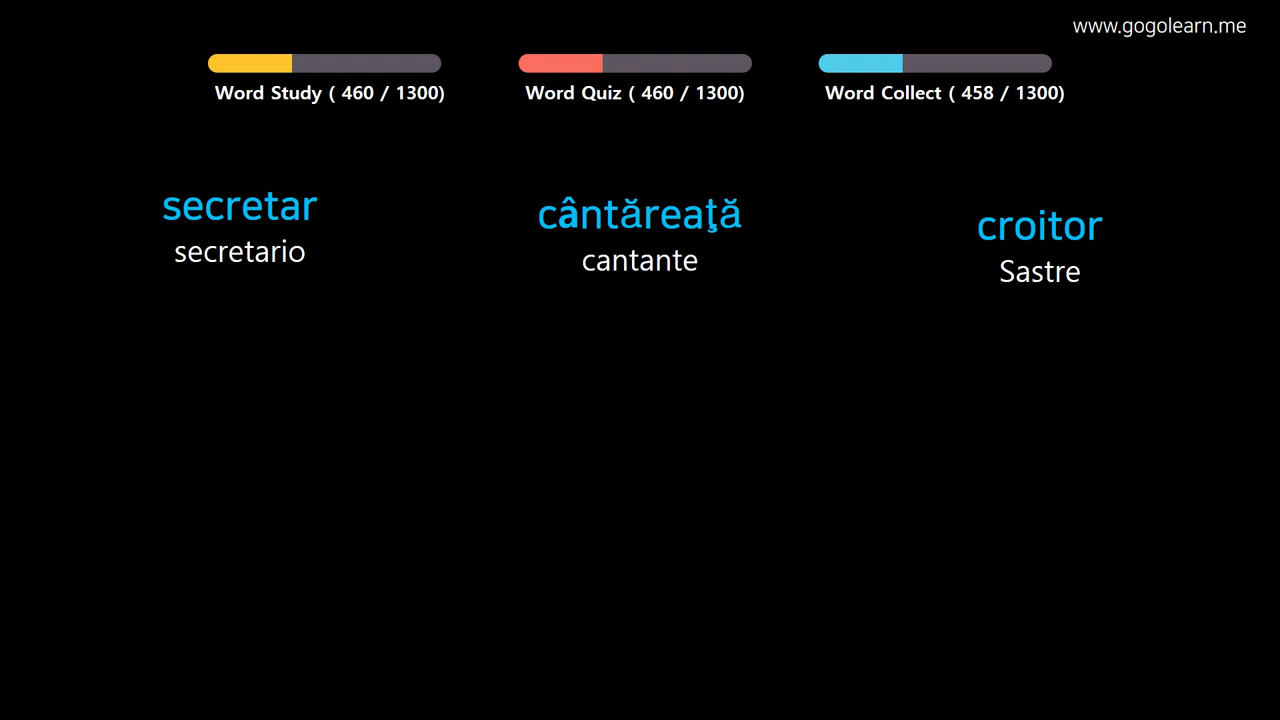 www.gogolearn.me
Word Study ( 460 / 1300)
Word Quiz ( 460 / 1300)
Word Collect ( 458 / 1300)
secretar
secretario
cântăreaţă
cantante
croitor
Sastre